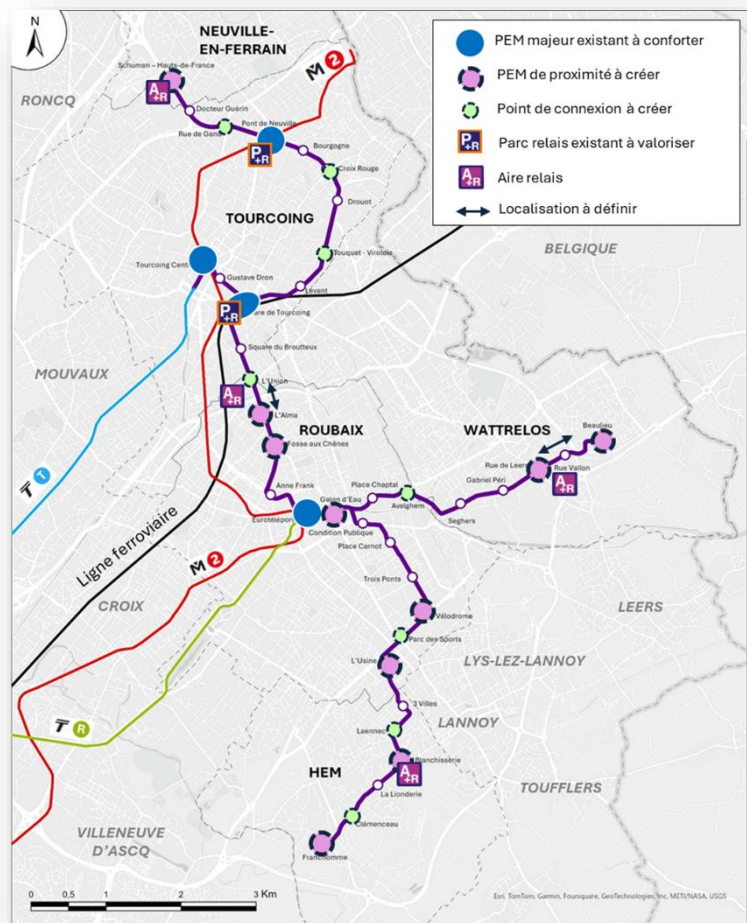 N
NEUVILLE-
EN-FERRAIN
M 2
Schuman – Hauts-de-France
RONCQ
A+R
Docteur Guérin
Rue de Gand
Pont de Neuville
P+R
Bourgogne
Croix Rouge
Drouot
TOURCOING
BELGIQUE
Touquet - Virolois
Tourcoing Cent
Gustave Dron
Levant
P+R
are de Tourcoing
Square du Broutteux
MOUVAUX
L'Union
A+R
L'Alma
ROUBAIX
WATTRELOS
Beaulieu
Fosse aux Chênes
Rue de Leers
Rue Vallon
A+R
Anne Frank
Place Chaptal
Gabriel Péri
Galon d'Eau
Avelghem
Eurotéléport
Seghers
Condition Publique
Place Carnot
T T
Ligne ferroviaire
M 2
Trois Ponts
CROIX
LEERS
Vélodrome
Parc des Sports
LYS-LEZ-LANNOY
L'Usine
3 Villes
LANNOY
T R
Laennec
Blanchisserie
A+R
HEM
La Lionderie
TOUFFLERS
Clémenceau
VILLENEUVE
D'ASCQ
Franchomme
0 0,5 1 2 3 Km
Esri, TomTom, Garmin, Foursquare, GeoTechnologies, Inc, METI/NASA, USGS
PEM majeur existant à conforter
PEM de proximité à créer
Point de connexion à créer
P+R Parc relais existant à valoriser
A+R Aire relais
Localisation à définir